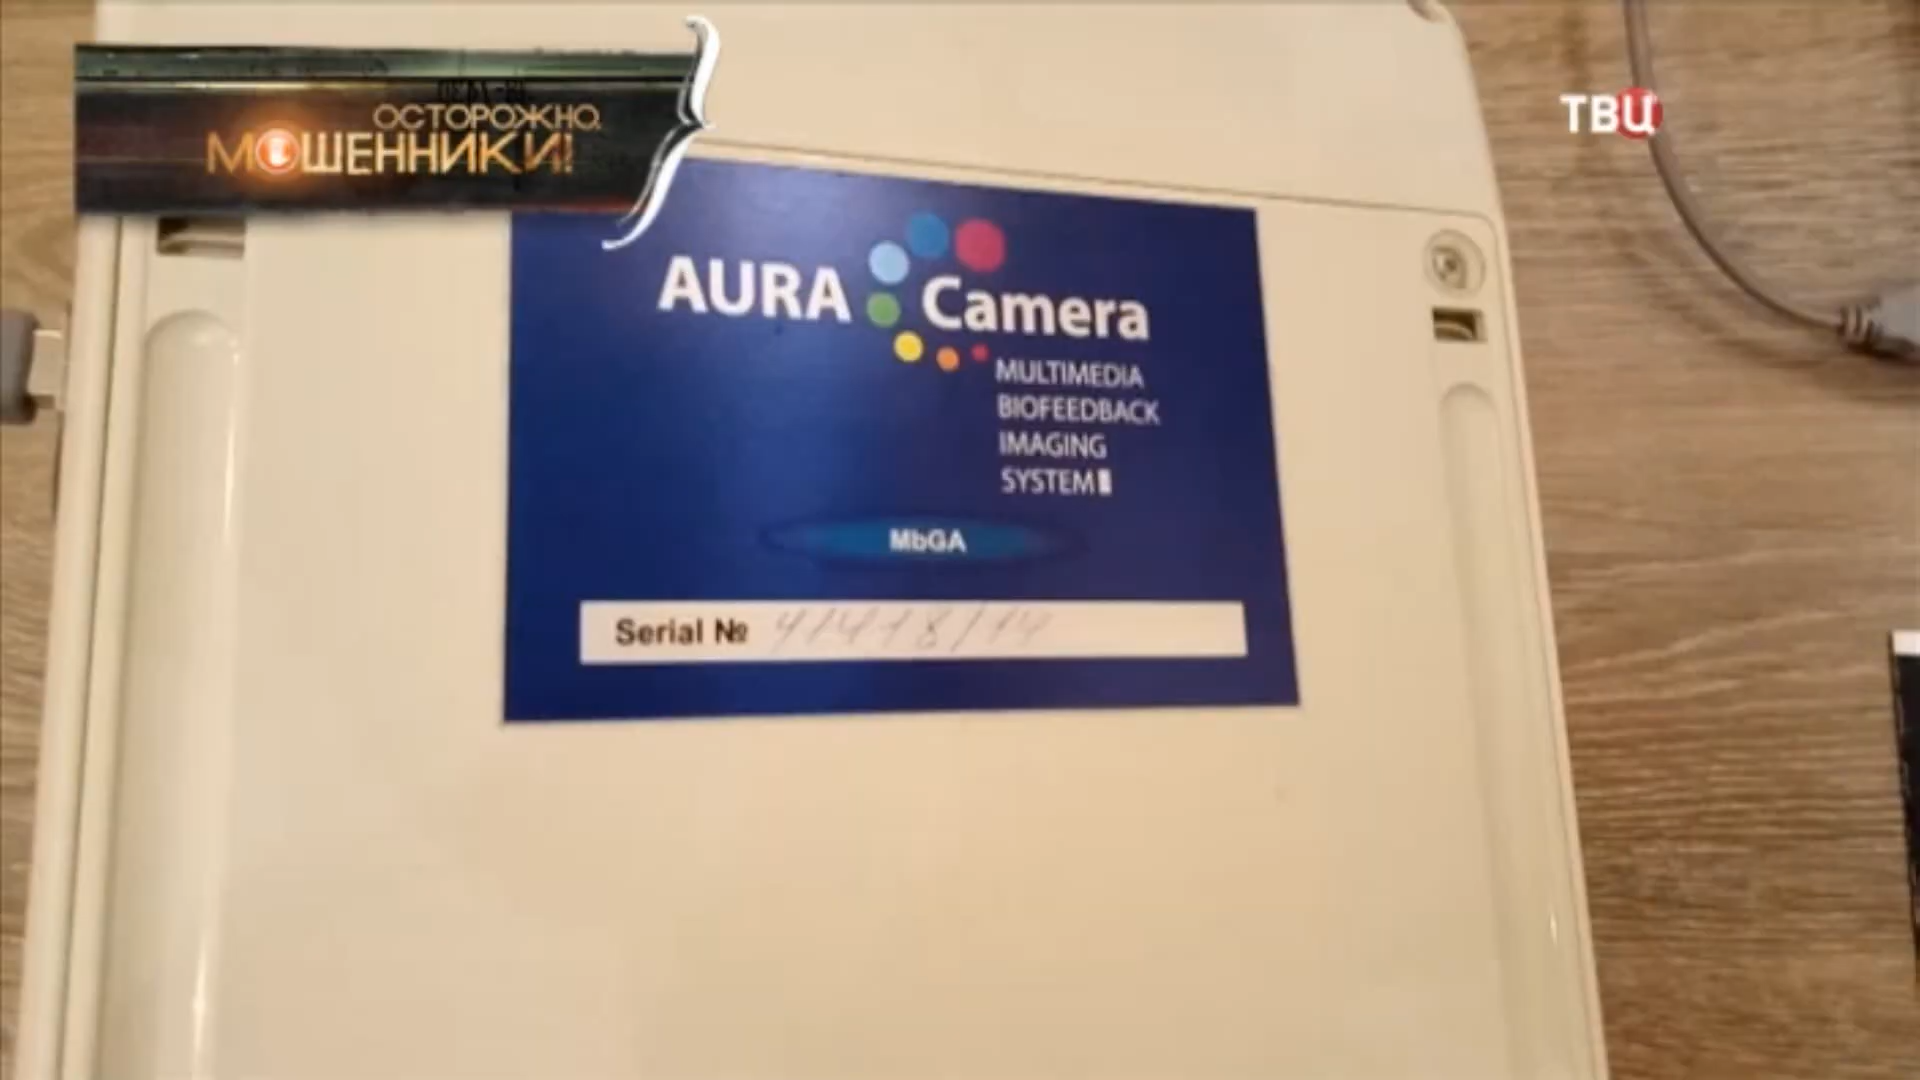 ОСТОРОЖНО,
МОШЕННИКИ!
ТВЦ
AURA Camera
MULTIMEDIA
BIOFEEDBACK
IMAGING
SYSTEM
MbGA
Serial №